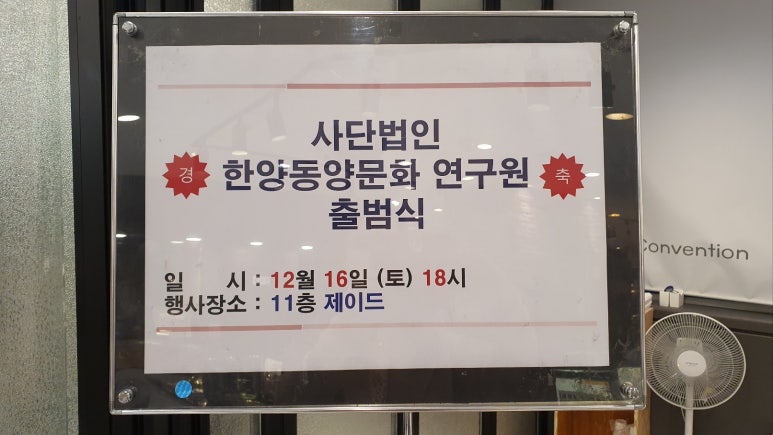 사단법인
경 한양동양문화 연구원 축
출범식
일 시 : 12월 16일 (토) 18시
행사장소 : 11층 제이드
Convention